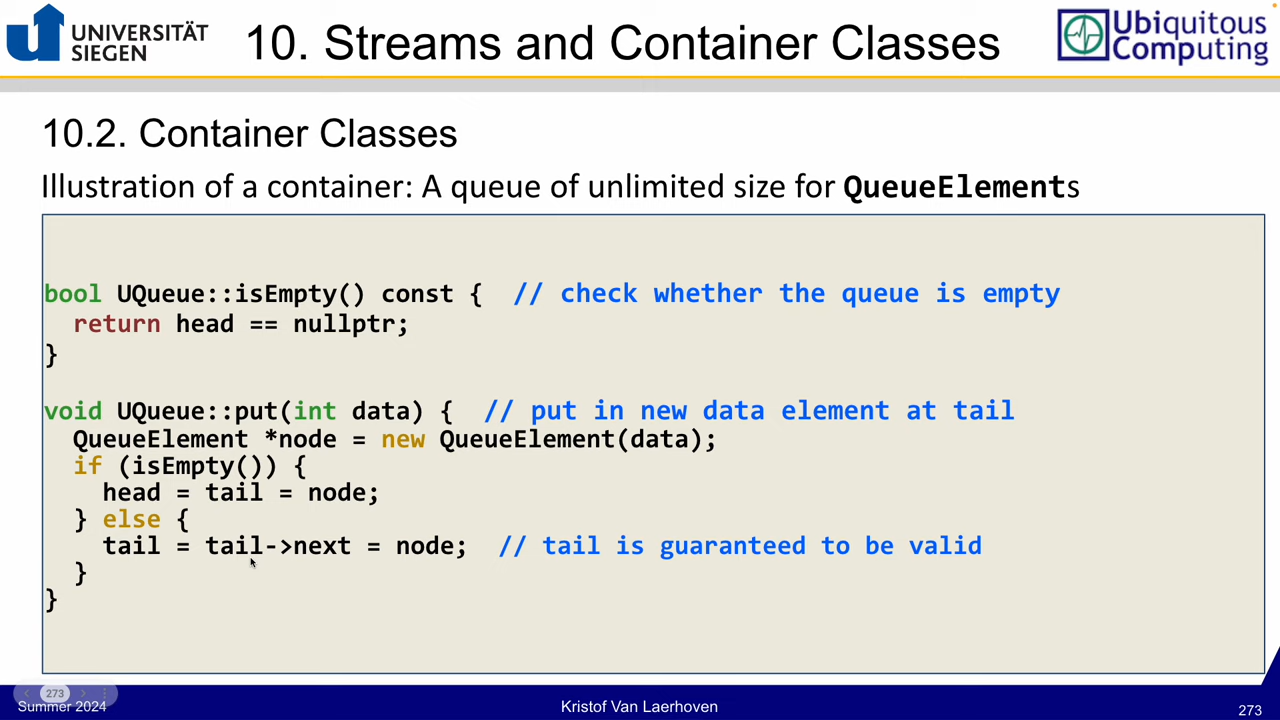 UNIVERSITÄT
SIEGEN
10. Streams and Container Classes
Ubiquitous
Computing
10.2. Container Classes
Illustration of a container: A queue of unlimited size for QueueElements
bool UQueue::isEmpty() const {  // check whether the queue is empty
  return head == nullptr;
}
void UQueue::put(int data) {  // put in new data element at tail
  QueueElement *node = new QueueElement(data);
  if (isEmpty()) {
    head = tail = node;
  } else {
    tail = tail->next = node;  // tail is guaranteed to be valid
  }
}
273
Summer 2024
Kristof Van Laerhoven
273